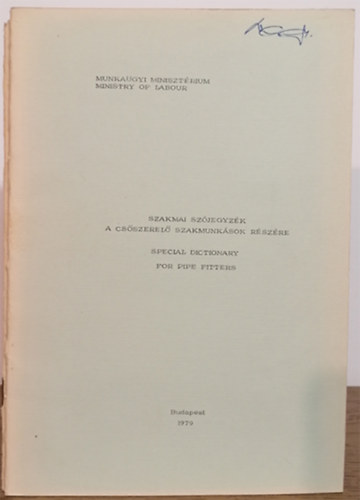 MUNKAÜGYI MINISZTÉRIUM
MINISTRY OF LABOUR
SZAKMAI SZÓJEGYZÉK
A CSŐSZERELŐ SZAKMUNKÁSOK RÉSZÉRE
SPECIAL DICTIONARY
FOR PIPE FITTERS
Budapest
1970